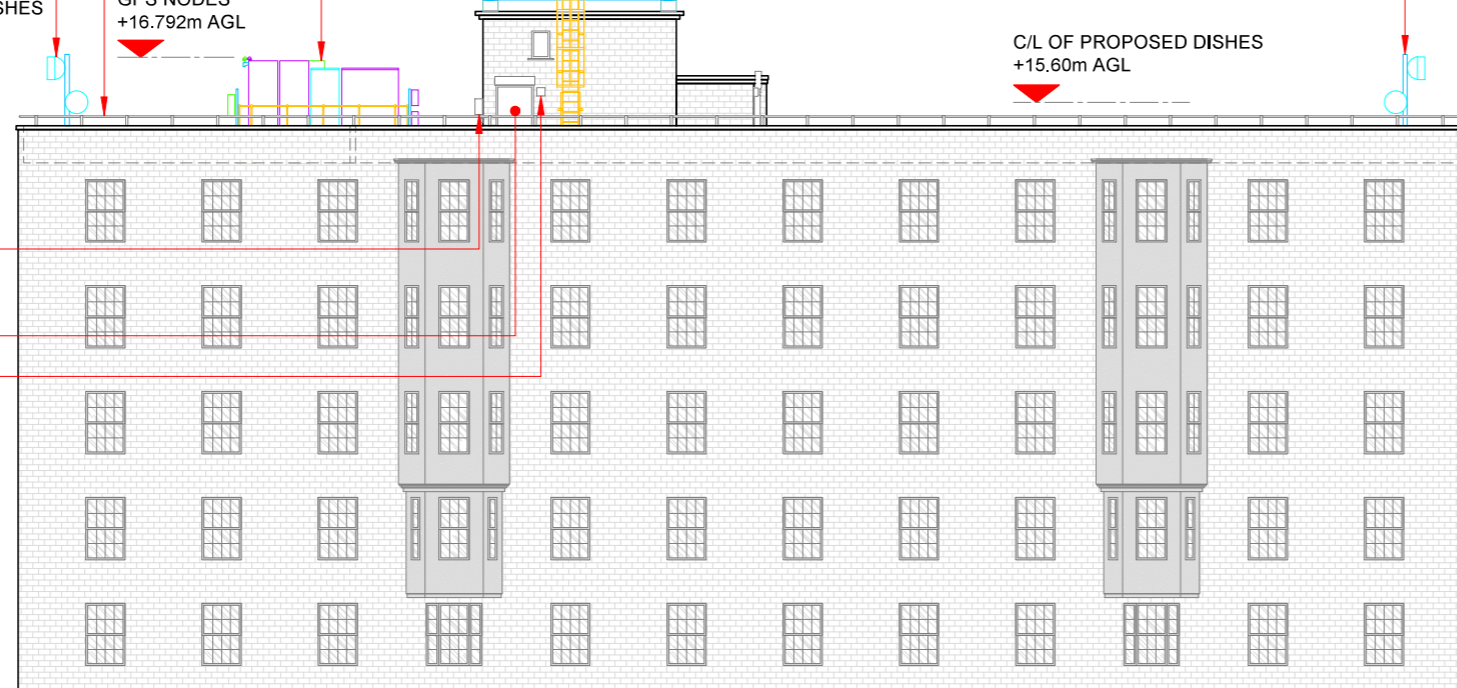 SHES
GPS NODES
+16.792m AGL
C/L OF PROPOSED DISHES
+15.60m AGL